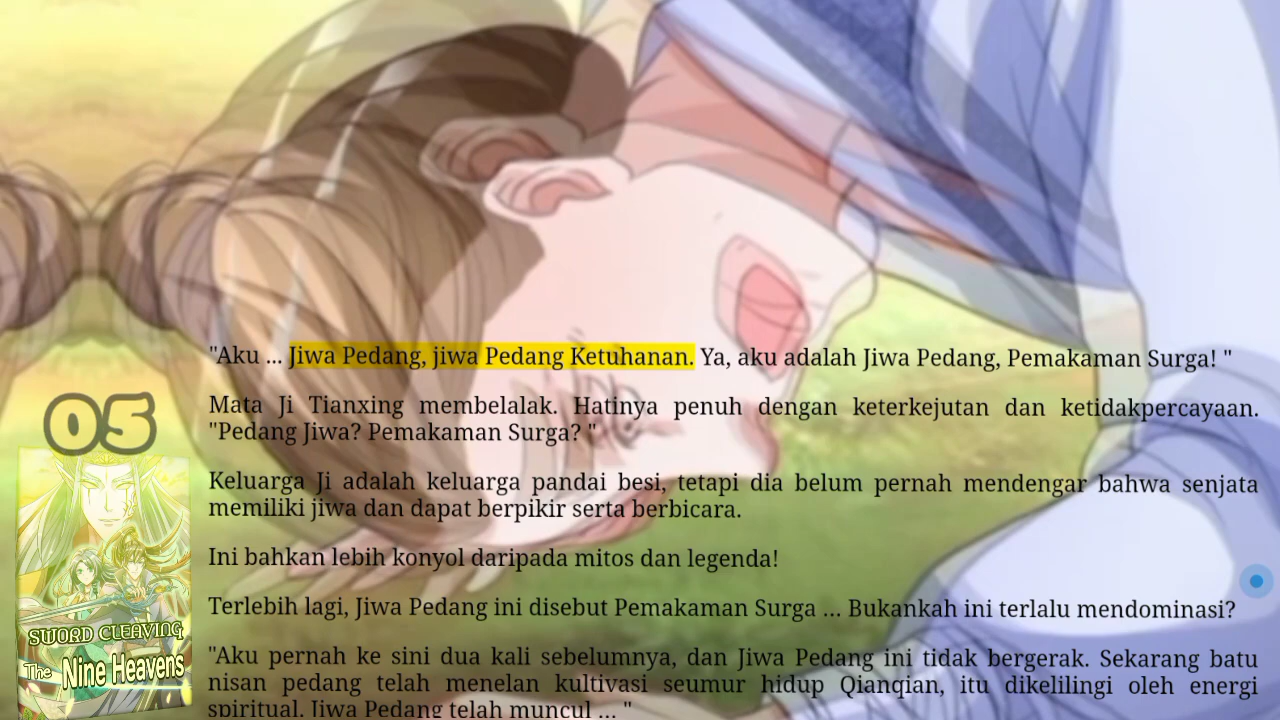 "Aku ... Jiwa Pedang, jiwa Pedang Ketuhanan. Ya, aku adalah Jiwa Pedang, Pemakaman Surga! "
Mata Ji Tianxing membelalak. Hatinya penuh dengan keterkejutan dan ketidakpercayaan.
"Pedang Jiwa? Pemakaman Surga? "
Keluarga Ji adalah keluarga pandai besi, tetapi dia belum pernah mendengar bahwa senjata
memiliki jiwa dan dapat berpikir serta berbicara.
Ini bahkan lebih konyol daripada mitos dan legenda!
Terlebih lagi, Jiwa Pedang ini disebut Pemakaman Surga ... Bukankah ini terlalu mendominasi?
"Aku pernah ke sini dua kali sebelumnya, dan Jiwa Pedang ini tidak bergerak. Sekarang batu
nisan pedang telah menelan kultivasi seumur hidup Qianqian, itu dikelilingi oleh energi
spiritual. Jiwa Pedang telah muncul ... "
05
SWORD CLEAVING
The Nine Heavens